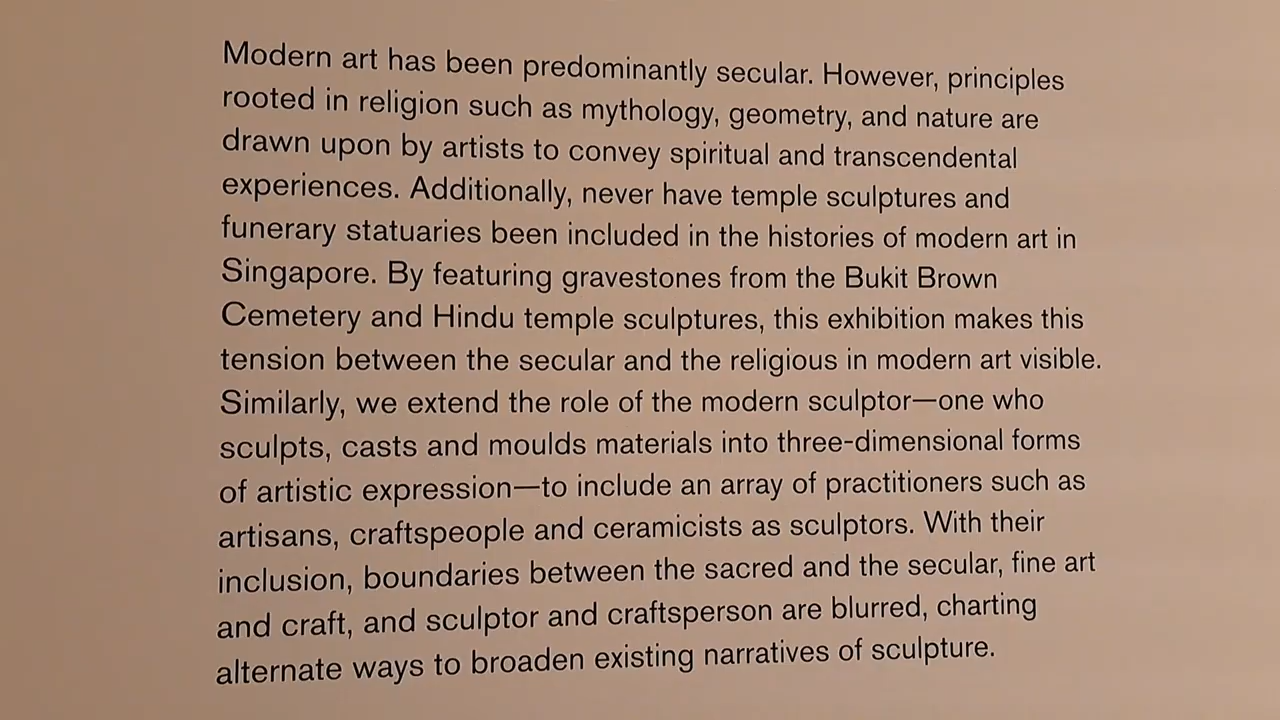 Modern art has been predominantly secular. However, principles
rooted in religion such as mythology, geometry, and nature are
drawn upon by artists to convey spiritual and transcendental
experiences. Additionally, never have temple sculptures and
funerary statuaries been included in the histories of modern art in
Singapore. By featuring gravestones from the Bukit Brown
Cemetery and Hindu temple sculptures, this exhibition makes this
tension between the secular and the religious in modern art visible.
Similarly, we extend the role of the modern sculptor—one who
sculpts, casts and moulds materials into three-dimensional forms
of artistic expression—to include an array of practitioners such as
artisans, craftspeople and ceramicists as sculptors. With their
inclusion, boundaries between the sacred and the secular, fine art
and craft, and sculptor and craftsperson are blurred, charting
alternate ways to broaden existing narratives of sculpture.